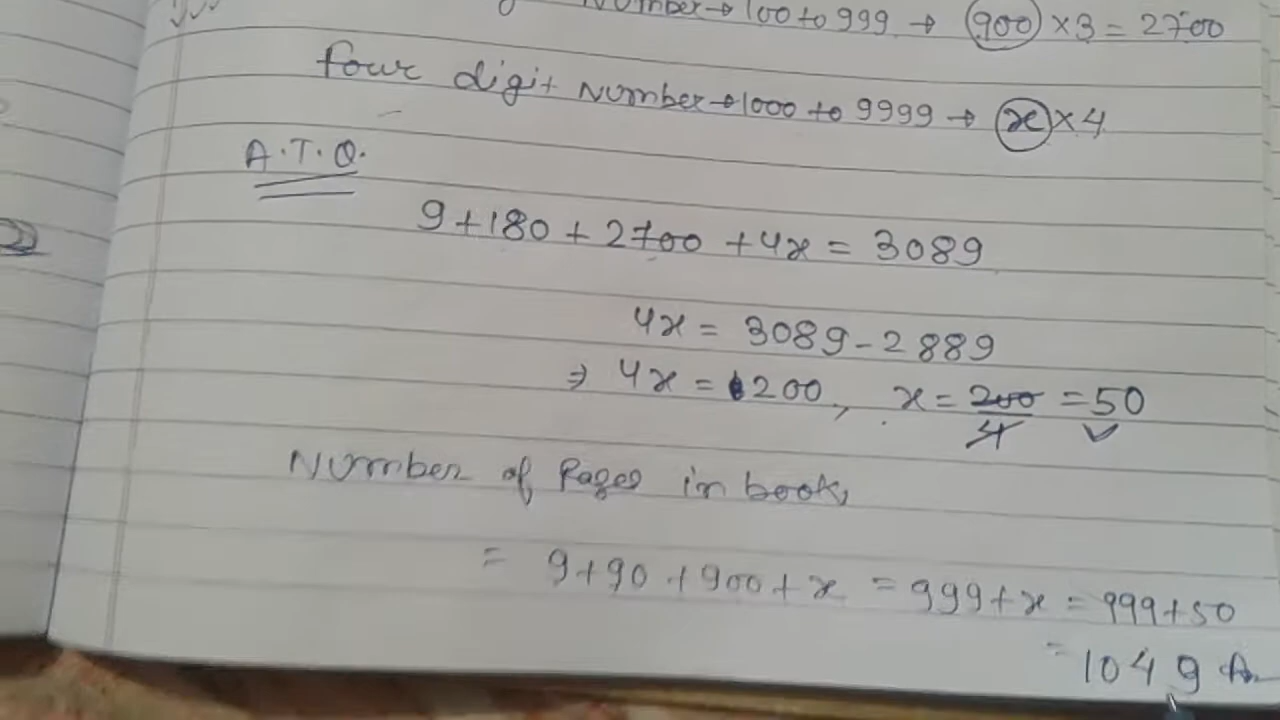 Number→100 to 999 → 900 × 3 = 2700
four digit Number→1000 to 9999 → x × 4
A.T.Q.
9+180 + 2700 + 4x = 3089
4x = 3089 - 2889
⇒ 4x = 200, x = 200/4 = 50
Number of Pages in book,
= 9+90+900+x = 999+x = 999+50
= 1049 An